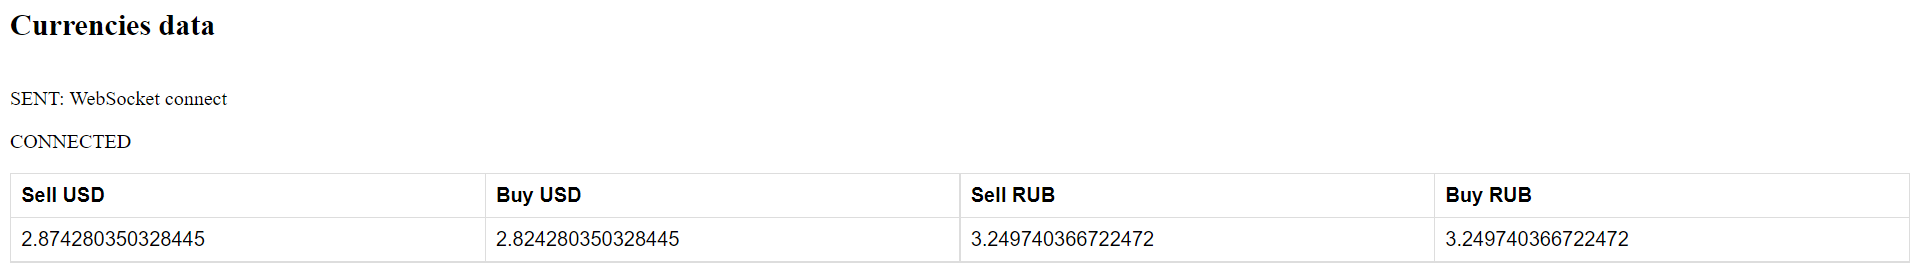 Currencies data
SENT: WebSocket connect
CONNECTED
Sell USD Buy USD Sell RUB Buy RUB
2.874280350328445 2.824280350328445 3.249740366722472 3.249740366722472